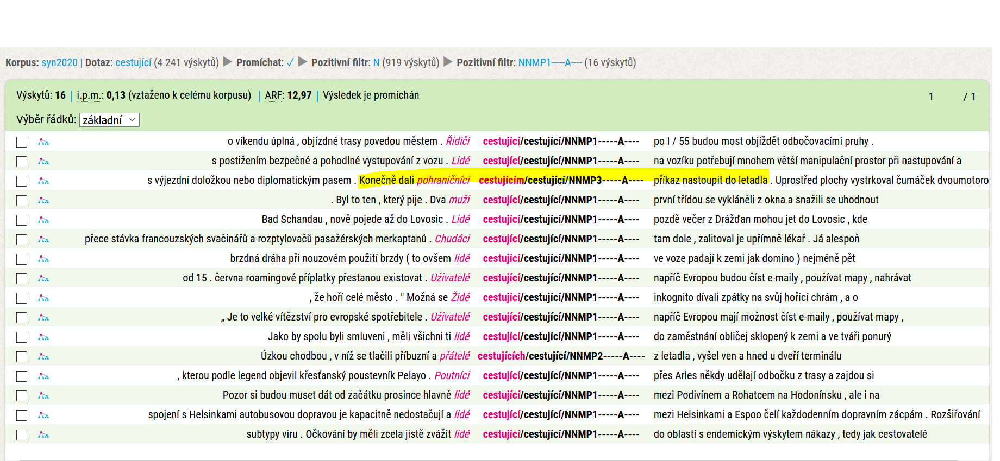 Korpus: syn2020 | Dotaz: cestující (4 241 výskytů) ▶ Promíchat: ✓ ▶ Pozitivní filtr: N (919 výskytů) ▶ Pozitivní filtr: NNMP1-----A---- (16 výskytů)
Výskytů: 16 | i.p.m.: 0,13 (vztaženo k celému korpusu) | ARF: 12,97 | Výsledek je promíchán 1 / 1
Výběr řádků: základní
o víkendu úplná , objízdné trasy povedou městem . Řidiči cestující/cestující/NNMP1-----A---- po I / 55 budou most objíždět odbočovacími pruhy .
s postižením bezpečné a pohodlné vystupování z vozu . Lidé cestující/cestující/NNMP1-----A---- na vozíku potřebují mnohem větší manipulační prostor při nastupování a
s výjezdní doložkou nebo diplomatickým pasem . Konečně dali pohraničníci cestujícím/cestující/NNMP3-----A---- příkaz nastoupit do letadla . Uprostřed plochy vystrkoval čumáček dvoumotoro
. Byl to ten , který pije . Dva muži cestující/cestující/NNMP1-----A---- první třídou se vykláněli z okna a snažili se uhodnout
Bad Schandau , nově pojede až do Lovosic . Lidé cestující/cestující/NNMP1-----A---- pozdě večer z Drážďan mohou jet do Lovosic , kde
přece stávka francouzských svačinářů a rozptylovačů pasažérských merkaptanů . Chudáci cestující/cestující/NNMP1-----A---- tam dole , zalitoval je upřímně lékař . Já alespoň
brzdná dráha při nouzovém použití brzdy ( to ovšem lidé cestující/cestující/NNMP1-----A---- ve voze padají k zemi jak domino ) nejméně pět
od 15 . června roamingové příplatky přestanou existovat . Uživatelé cestující/cestující/NNMP1-----A---- napříč Evropou budou číst e-maily , používat mapy , nahrávat
, že hoří celé město . " Možná se Židé cestující/cestující/NNMP1-----A---- inkognito dívali zpátky na svůj hořící chrám , a o
„ Je to velké vítězství pro evropské spotřebitele . Uživatelé cestující/cestující/NNMP1-----A---- napříč Evropou mají možnost číst e-maily , používat mapy ,
Jako by spolu byli smluveni , měli všichni ti lidé cestující/cestující/NNMP1-----A---- do zaměstnání obličej sklopený k zemi a ve tváři ponurý
Úzkou chodbou , v níž se tlačili příbuzní a přátelé cestujících/cestující/NNMP2-----A---- z letadla , vyšel ven a hned u dveří terminálu
, kterou podle legend objevil křesťanský poustevník Pelayo . Poutníci cestující/cestující/NNMP1-----A---- přes Arles někdy udělají odbočku z trasy a zajdou si
Pozor si budou muset dát od začátku prosince hlavně lidé cestující/cestující/NNMP1-----A---- mezi Podivínem a Rohatcem na Hodonínsku , ale i na
spojení s Helsinkami autobusovou dopravou je kapacitně nedostačují a lidé cestující/cestující/NNMP1-----A---- mezi Helsinkami a Espoo čelí každodenním dopravním zácpám . Rozšiřování
subtypy viru . Očkování by měli zcela jistě zvážit lidé cestující/cestující/NNMP1-----A---- do oblastí s endemickým výskytem nákazy , tedy jak cestovatelé